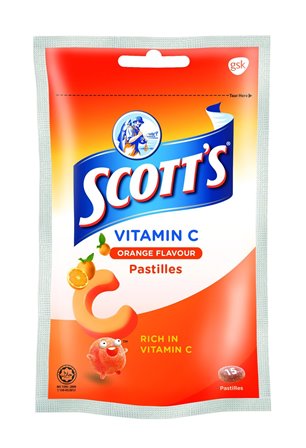 gsk
Tear Here
SCOTT'S
VITAMIN C
ORANGE FLAVOUR
Pastilles
C
RICH IN
VITAMIN C
15
Pastilles